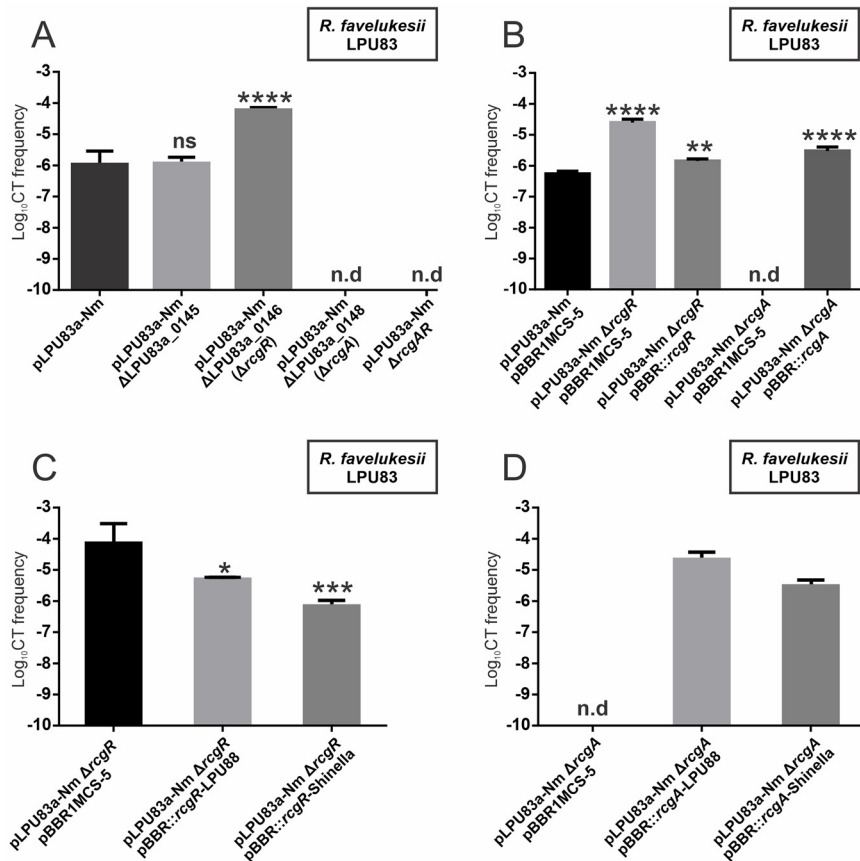 A
R. favelukesii
LPU83
Log₁₀CT frequency
-3
-4
-5
-6
-7
-8
-9
-10
ns
****
n.d
n.d
pLPU83a-Nm
pLPU83a-Nm
ΔLPU83a_0145
pLPU83a-Nm
ΔLPU83a_0146
(ΔrcgR)
pLPU83a-Nm
ΔLPU83a_0148
(ΔrcgA)
pLPU83a-Nm
ΔrcgAR
B
R. favelukesii
LPU83
Log₁₀CT frequency
-3
-4
-5
-6
-7
-8
-9
-10
****
**
n.d
****
pLPU83a-Nm
pBBR1MCS-5
pLPU83a-Nm ΔrcgR
pBBR1MCS-5
pLPU83a-Nm ΔrcgR
pBBR::rcgR
pLPU83a-Nm ΔrcgA
pBBR1MCS-5
pLPU83a-Nm ΔrcgA
pBBR::rcgA
C
R. favelukesii
LPU83
Log₁₀CT frequency
-3
-4
-5
-6
-7
-8
-9
-10
*
***
pLPU83a-Nm ΔrcgR
pBBR1MCS-5
pLPU83a-Nm ΔrcgR
pBBR::rcgR-LPU88
pLPU83a-Nm ΔrcgR
pBBR::rcgR-Shinella
D
R. favelukesii
LPU83
Log₁₀CT frequency
-3
-4
-5
-6
-7
-8
-9
-10
n.d
pLPU83a-Nm ΔrcgA
pBBR1MCS-5
pLPU83a-Nm ΔrcgA
pBBR::rcgA-LPU88
pLPU83a-Nm ΔrcgA
pBBR::rcgA-Shinella